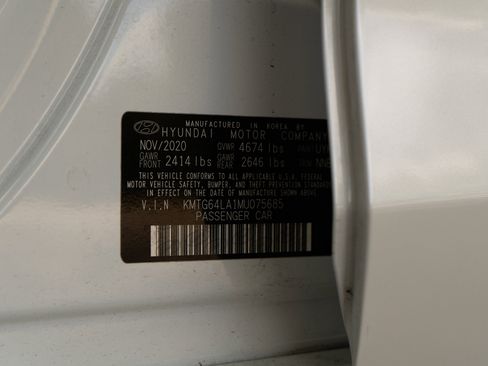 MANUFACTURED IN KOREA BY
HYUNDAI MOTOR COMPANY
NOV/2020 GVWR 4674 lbs
GAWR FRONT 2414 lbs GAWR REAR 2646 lbs
THIS VEHICLE CONFORMS TO ALL APPLICABLE U.S.A. FEDERAL
MOTOR VEHICLE SAFETY, BUMPER, AND THEFT PREVENTION STANDARDS
IN EFFECT ON THE DATE OF MANUFACTURE SHOWN ABOVE.
V.I.N KMTG64LA1MU075685
PASSENGER CAR